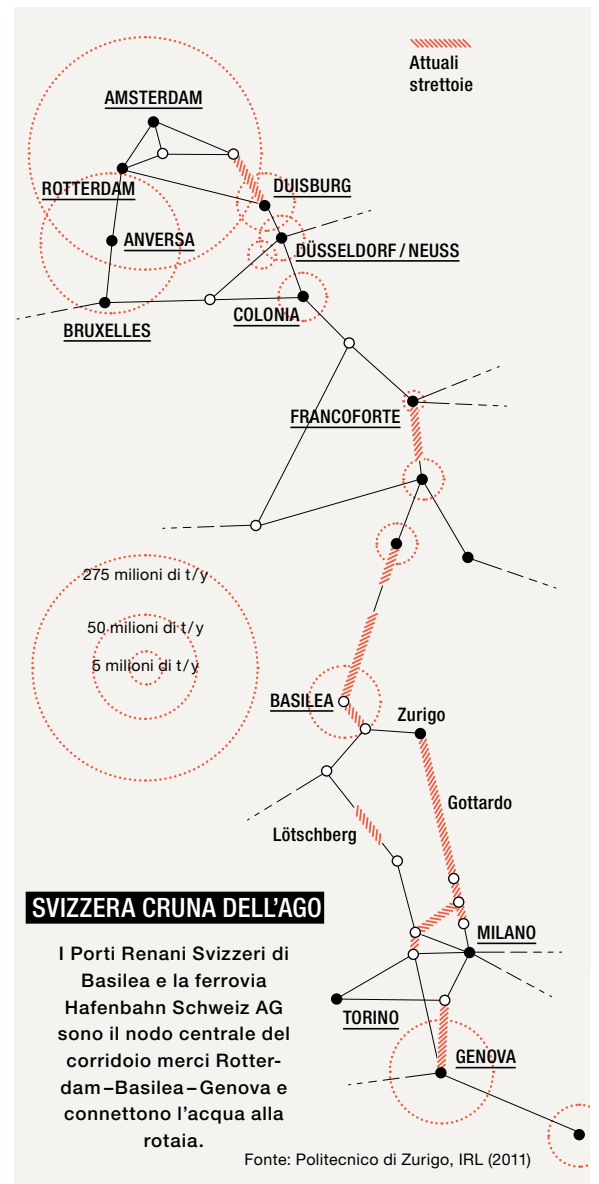 Attuali
strettoie
AMSTERDAM
ROTTERDAM
DUISBURG
ANVERSA
DÜSSELDORF / NEUSS
BRUXELLES
COLONIA
FRANCOFORTE
275 milioni di t/y
50 milioni di t/y
5 milioni di t/y
BASILEA
Zurigo
Gottardo
Lötschberg
SVIZZERA CRUNA DELL'AGO
I Porti Renani Svizzeri di
Basilea e la ferrovia
Hafenbahn Schweiz AG
sono il nodo centrale del
corridoio merci Rotter-
dam–Basilea–Genova e
connettono l'acqua alla
rotaia.
MILANO
TORINO
GENOVA
Fonte: Politecnico di Zurigo, IRL (2011)